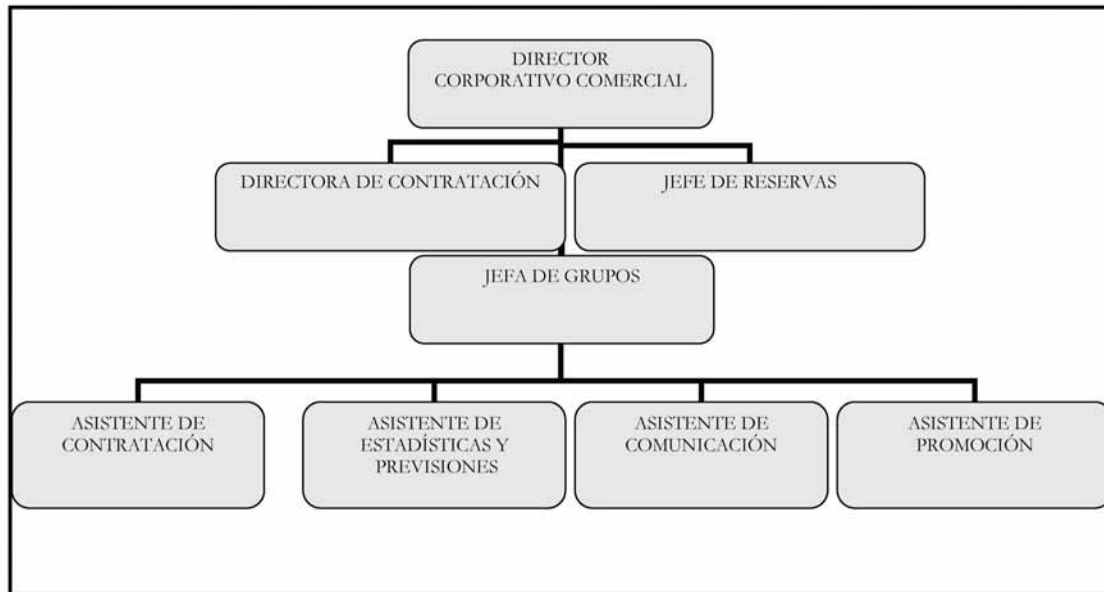 DIRECTOR
CORPORATIVO COMERCIAL
DIRECTORA DE CONTRATACIÓN
JEFE DE RESERVAS
JEFA DE GRUPOS
ASISTENTE DE
CONTRATACIÓN
ASISTENTE DE
ESTADÍSTICAS Y
PREVISIONES
ASISTENTE DE
COMUNICACIÓN
ASISTENTE DE
PROMOCIÓN